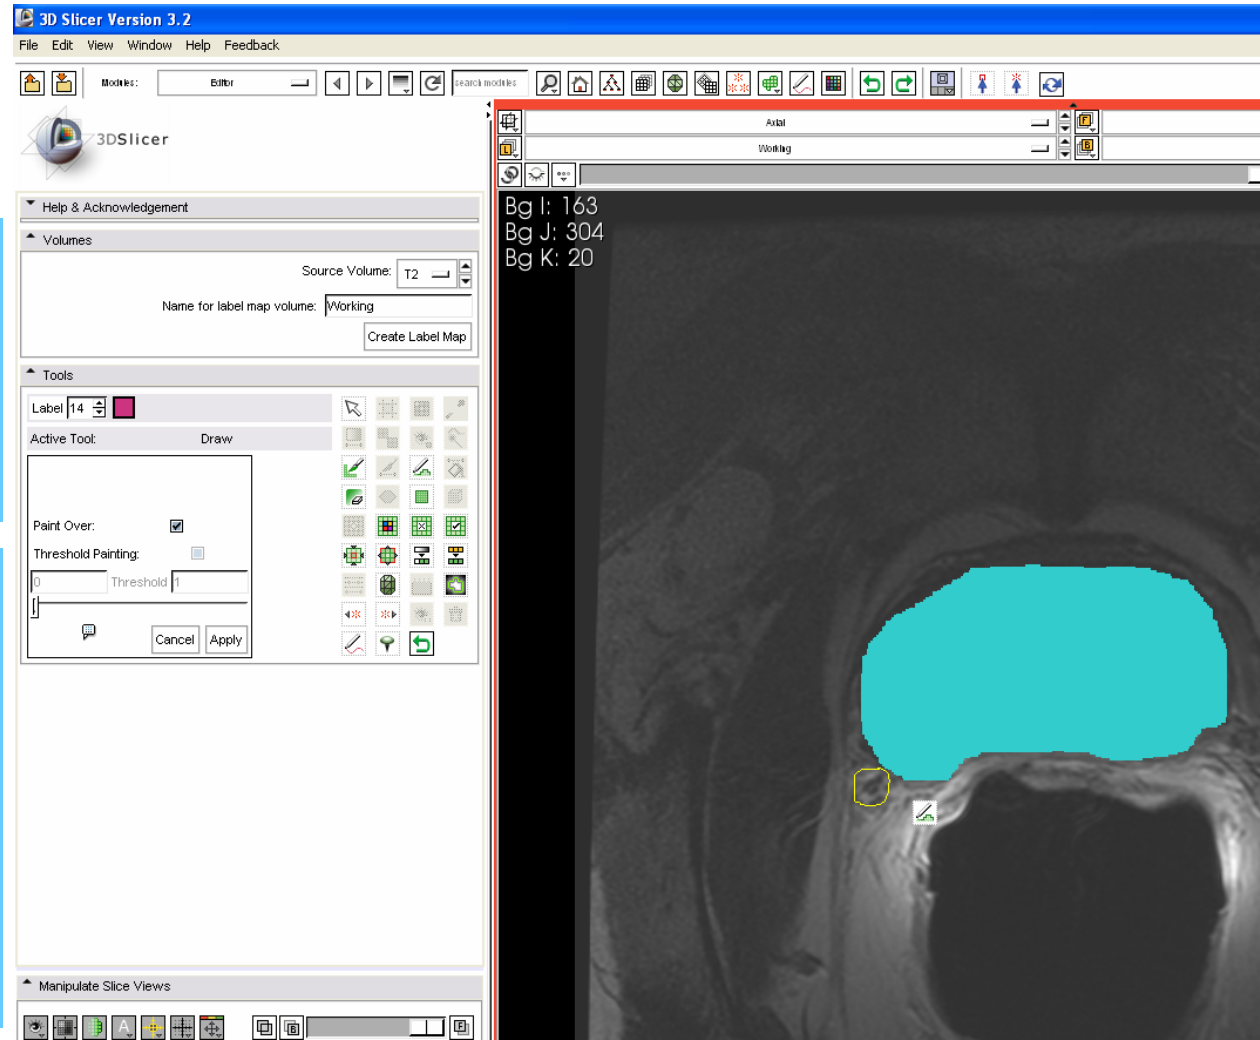 3D Slicer Version 3.2
File Edit View Window Help Feedback
Modules: Editor search modules
3DSlicer
Axial
F
L Working B
Help & Acknowledgement
Bg I: 163
Bg J: 304
Bg K: 20
Volumes
Source Volume: T2
Name for label map volume: Working
Create Label Map
Tools
Label 14
Active Tool: Draw
Paint Over:
Threshold Painting:
0 Threshold 1
Cancel Apply
Manipulate Slice Views
A B F